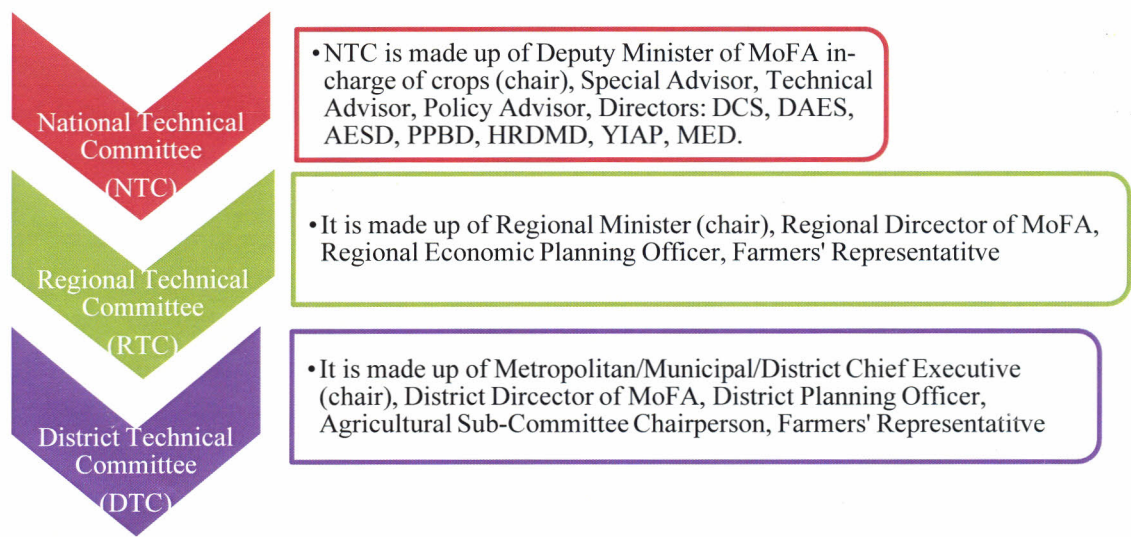 National Technical
Committee
(NTC)
•NTC is made up of Deputy Minister of MoFA in-
charge of crops (chair), Special Advisor, Technical
Advisor, Policy Advisor, Directors: DCS, DAES,
AESD, PPBD, HRDMD, YIAP, MED.
Regional Technical
Committee
(RTC)
•It is made up of Regional Minister (chair), Regional Dircector of MoFA,
Regional Economic Planning Officer, Farmers' Representatitve
District Technical
Committee
(DTC)
•It is made up of Metropolitan/Municipal/District Chief Executive
(chair), District Dircector of MoFA, District Planning Officer,
Agricultural Sub-Committee Chairperson, Farmers' Representatitve